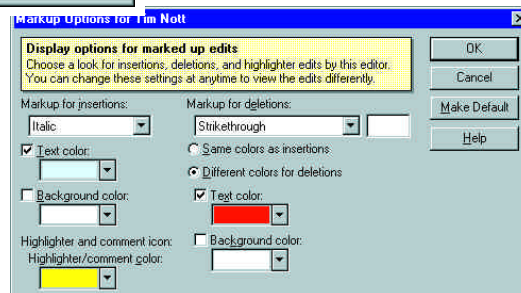 Markup Options for Tim Nott
Display options for marked up edits
Choose a look for insertions, deletions, and highlighter edits by this editor.
You can change these settings at anytime to view the edits differently.
OK
Cancel
Make Default
Help
Markup for insertions:
Italic
Text color:
Background color:
Highlighter and comment icon:
Highlighter/comment color:
Markup for deletions:
Strikethrough
Same colors as insertions
Different colors for deletions
Text color:
Background color: